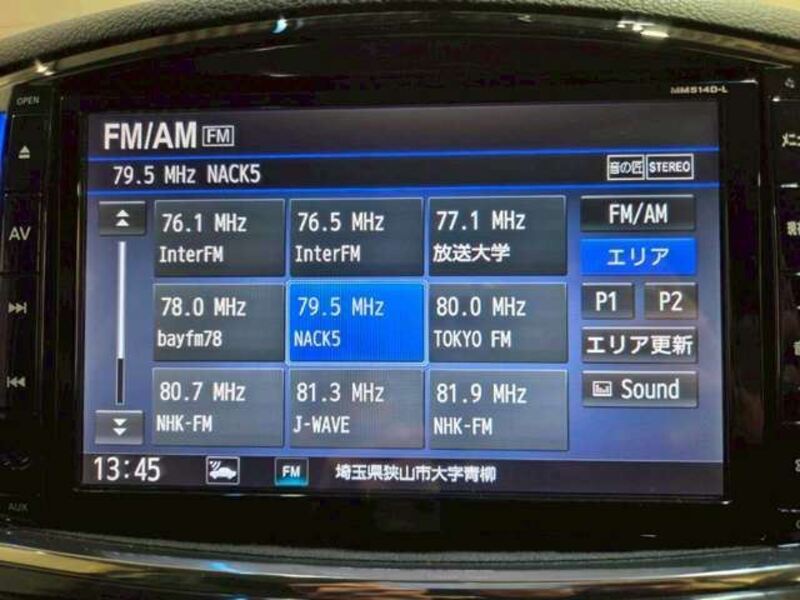 OPEN
MM514D-L
FM/AM FM
79.5 MHz NACK5
音の匠 STEREO
76.1 MHz
InterFM
76.5 MHz
InterFM
77.1 MHz
放送大学
FM/AM
エリア
78.0 MHz
bayfm78
79.5 MHz
NACK5
80.0 MHz
TOKYO FM
P1 P2
エリア更新
80.7 MHz
NHK-FM
81.3 MHz
J-WAVE
81.9 MHz
NHK-FM
Sound
13:45
FM
埼玉県狭山市大字青柳
AV
AUX